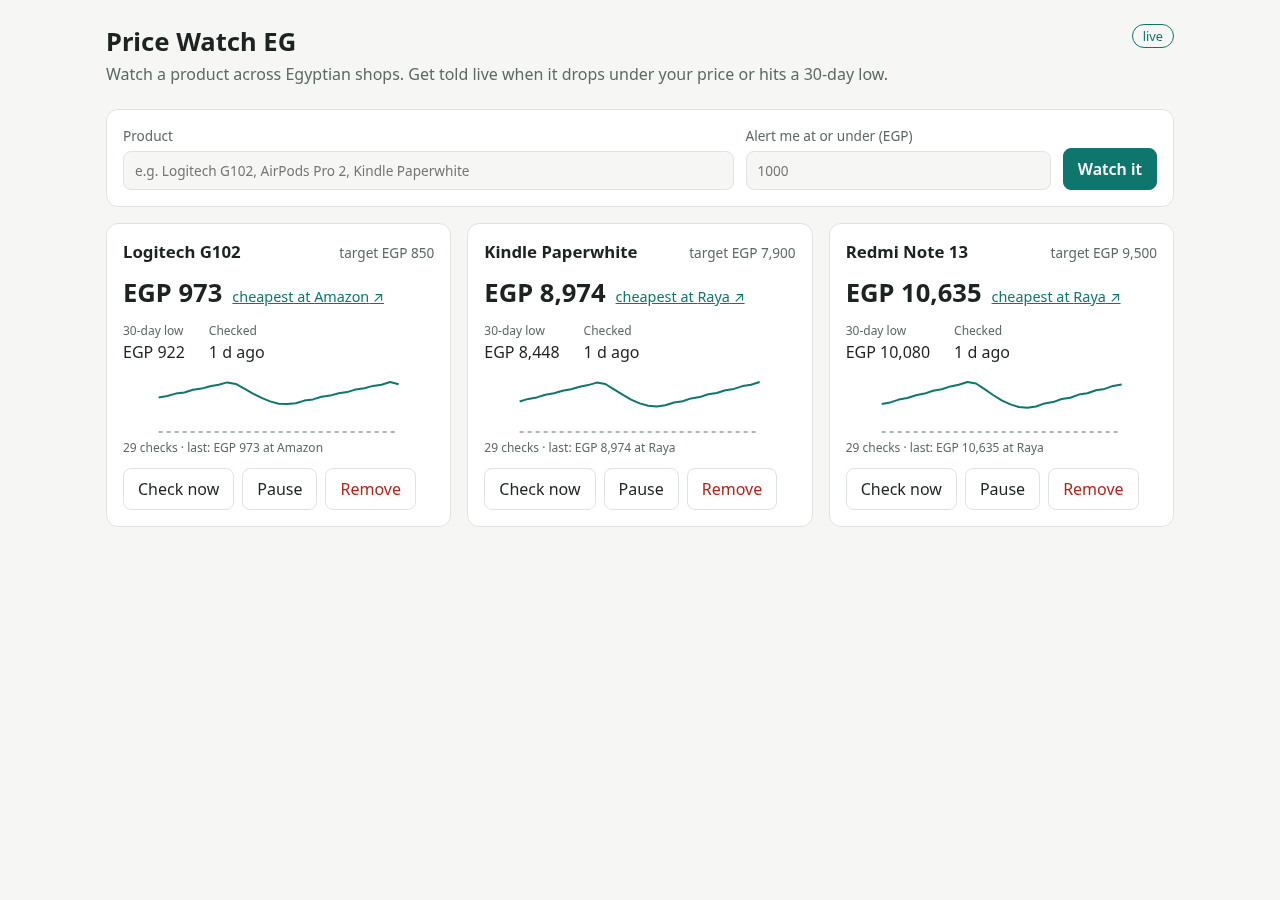 Price Watch EG
live
Watch a product across Egyptian shops. Get told live when it drops under your price or hits a 30-day low.
Product
Alert me at or under (EGP)
e.g. Logitech G102, AirPods Pro 2, Kindle Paperwhite
1000
Watch it
Logitech G102
target EGP 850
EGP 973 cheapest at Amazon ↗
30-day low
Checked
EGP 922
1 d ago
29 checks · last: EGP 973 at Amazon
Check now
Pause
Remove
Kindle Paperwhite
target EGP 7,900
EGP 8,974 cheapest at Raya ↗
30-day low
Checked
EGP 8,448
1 d ago
29 checks · last: EGP 8,974 at Raya
Check now
Pause
Remove
Redmi Note 13
target EGP 9,500
EGP 10,635 cheapest at Raya ↗
30-day low
Checked
EGP 10,080
1 d ago
29 checks · last: EGP 10,635 at Raya
Check now
Pause
Remove